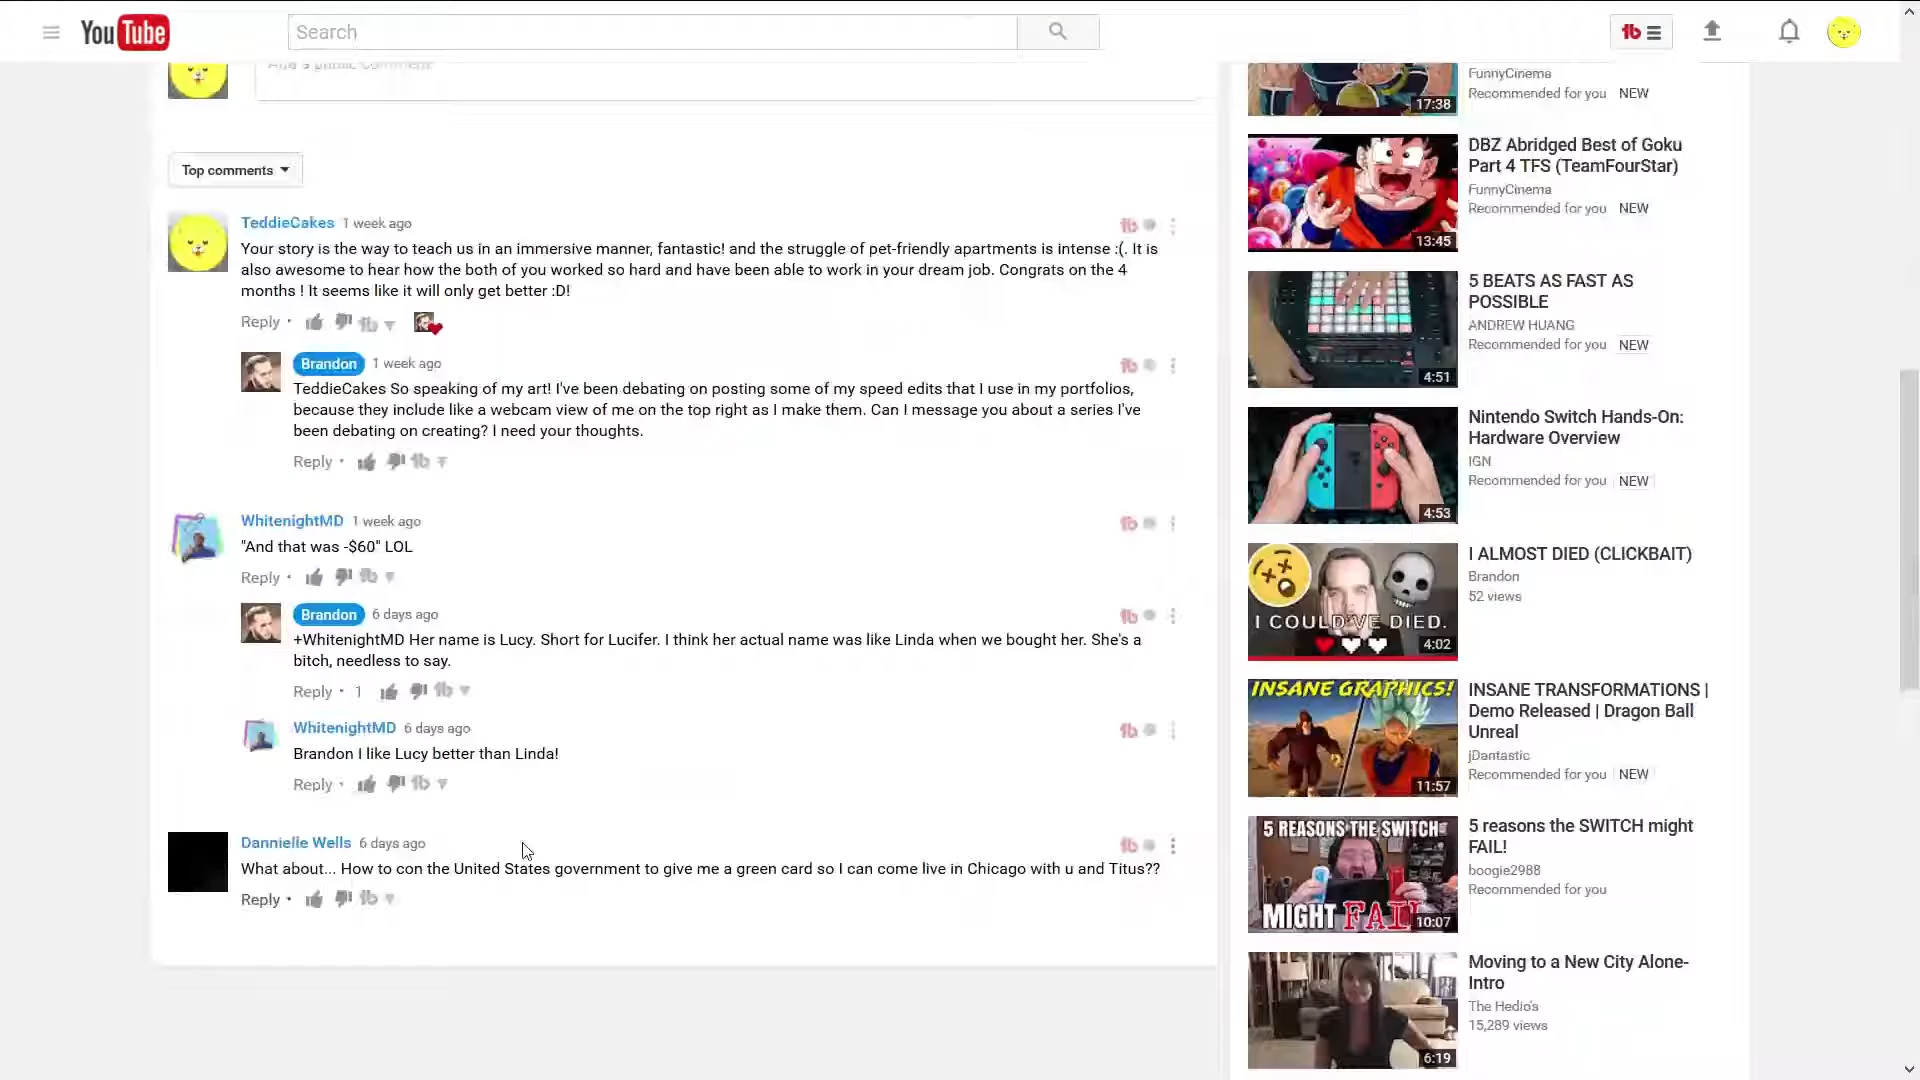 YouTube
Search
Top comments
TeddieCakes 1 week ago
Your story is the way to teach us in an immersive manner, fantastic! and the struggle of pet-friendly apartments is intense :(. It is
also awesome to hear how the both of you worked so hard and have been able to work in your dream job. Congrats on the 4
months ! It seems like it will only get better :D!
Reply •
Brandon 1 week ago
TeddieCakes So speaking of my art! I've been debating on posting some of my speed edits that I use in my portfolios,
because they include like a webcam view of me on the top right as I make them. Can I message you about a series I've
been debating on creating? I need your thoughts.
Reply •
WhitenightMD 1 week ago
"And that was -$60" LOL
Reply •
Brandon 6 days ago
+WhitenightMD Her name is Lucy. Short for Lucifer. I think her actual name was like Linda when we bought her. She's a
bitch, needless to say.
Reply • 1
WhitenightMD 6 days ago
Brandon I like Lucy better than Linda!
Reply •
Dannielle Wells 6 days ago
What about... How to con the United States government to give me a green card so I can come live in Chicago with u and Titus??
Reply •
FunnyCinema
Recommended for you NEW
17:38
DBZ Abridged Best of Goku
Part 4 TFS (TeamFourStar)
FunnyCinema
Recommended for you NEW
13:45
5 BEATS AS FAST AS
POSSIBLE
ANDREW HUANG
Recommended for you NEW
4:51
Nintendo Switch Hands-On:
Hardware Overview
IGN
Recommended for you NEW
4:53
I ALMOST DIED (CLICKBAIT)
Brandon
52 views
I COULD'VE DIED.
4:02
INSANE GRAPHICS!
INSANE TRANSFORMATIONS |
Demo Released | Dragon Ball
Unreal
jDantastic
Recommended for you NEW
11:57
5 REASONS THE SWITCH
MIGHT FAIL
10:07
5 reasons the SWITCH might
FAIL!
boogie2988
Recommended for you
Moving to a New City Alone-
Intro
The Hedio's
15,289 views
6:19